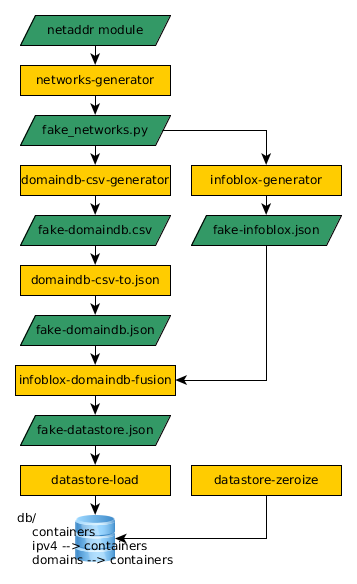 netaddr module
networks-generator
fake_networks.py
domaindb-csv-generator
infoblox-generator
fake-domaindb.csv
fake-infoblox.json
domaindb-csv-to.json
fake-domaindb.json
infoblox-domaindb-fusion
fake-datastore.json
datastore-load
datastore-zeroize
db/
containers
ipv4 --> containers
domains --> containers